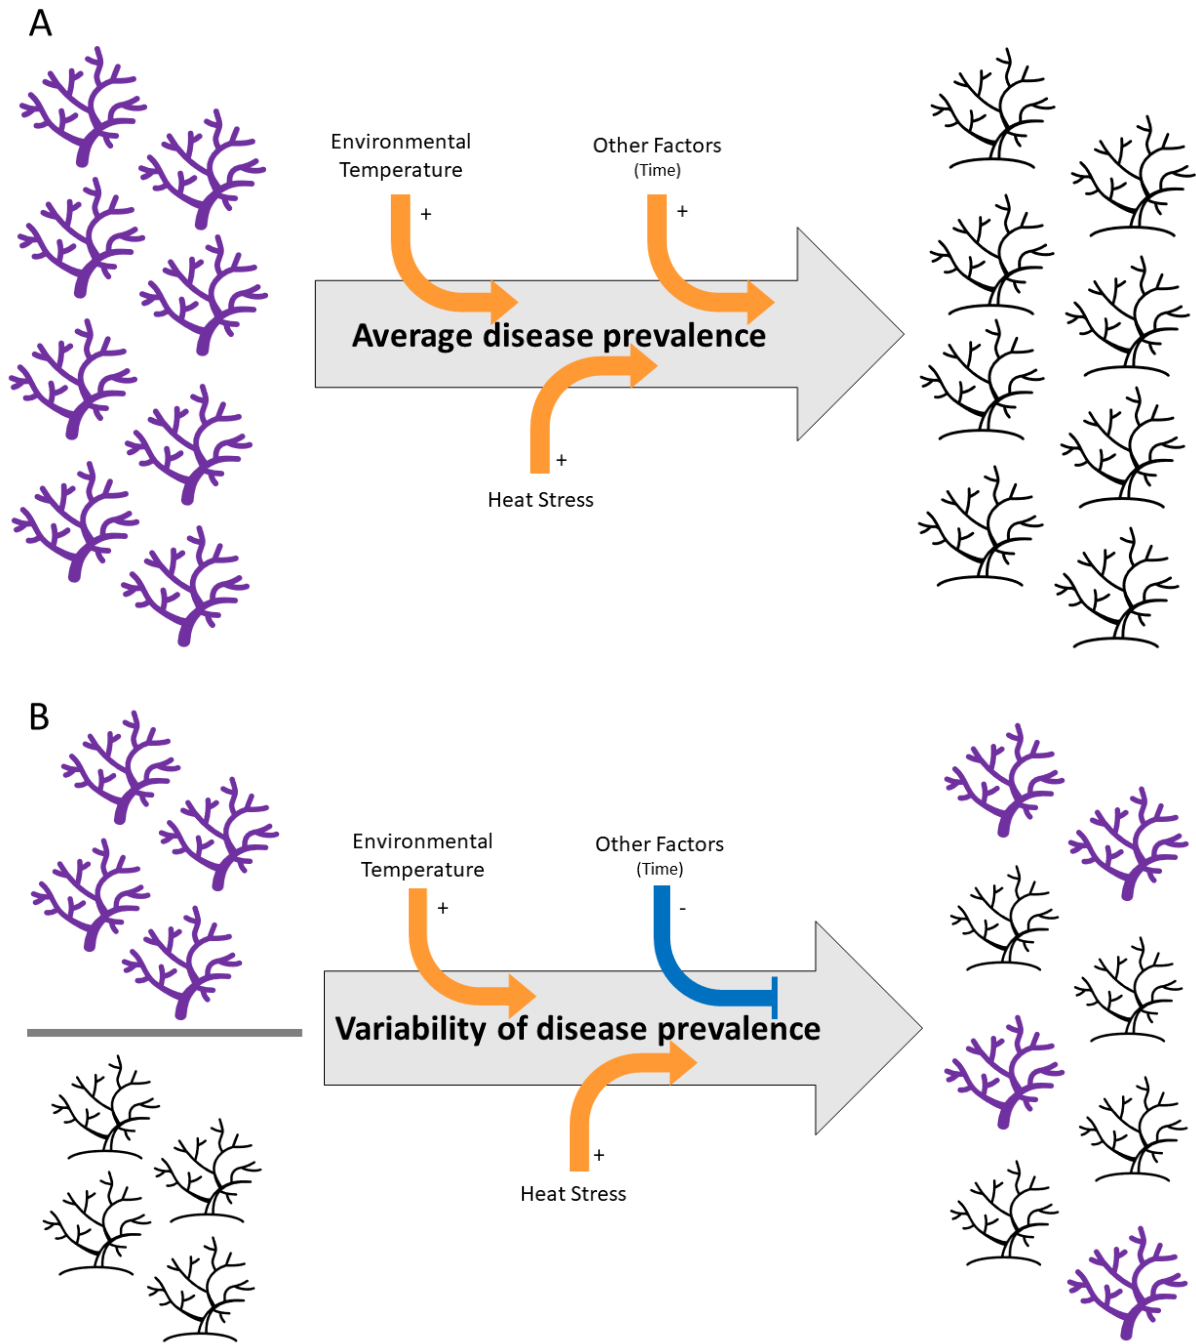 A
Environmental
Temperature
+
Other Factors
(Time)
+
Average disease prevalence
+
Heat Stress
B
Environmental
Temperature
+
Other Factors
(Time)
-
Variability of disease prevalence
+
Heat Stress